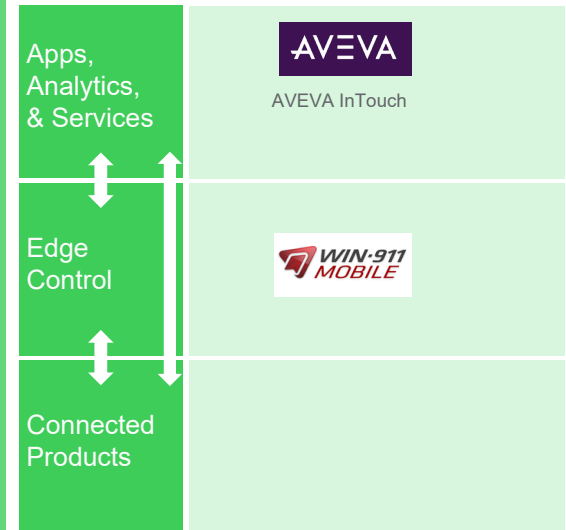 Apps,
Analytics,
& Services
AVEVA
AVEVA InTouch
Edge
Control
WIN·911
MOBILE
Connected
Products